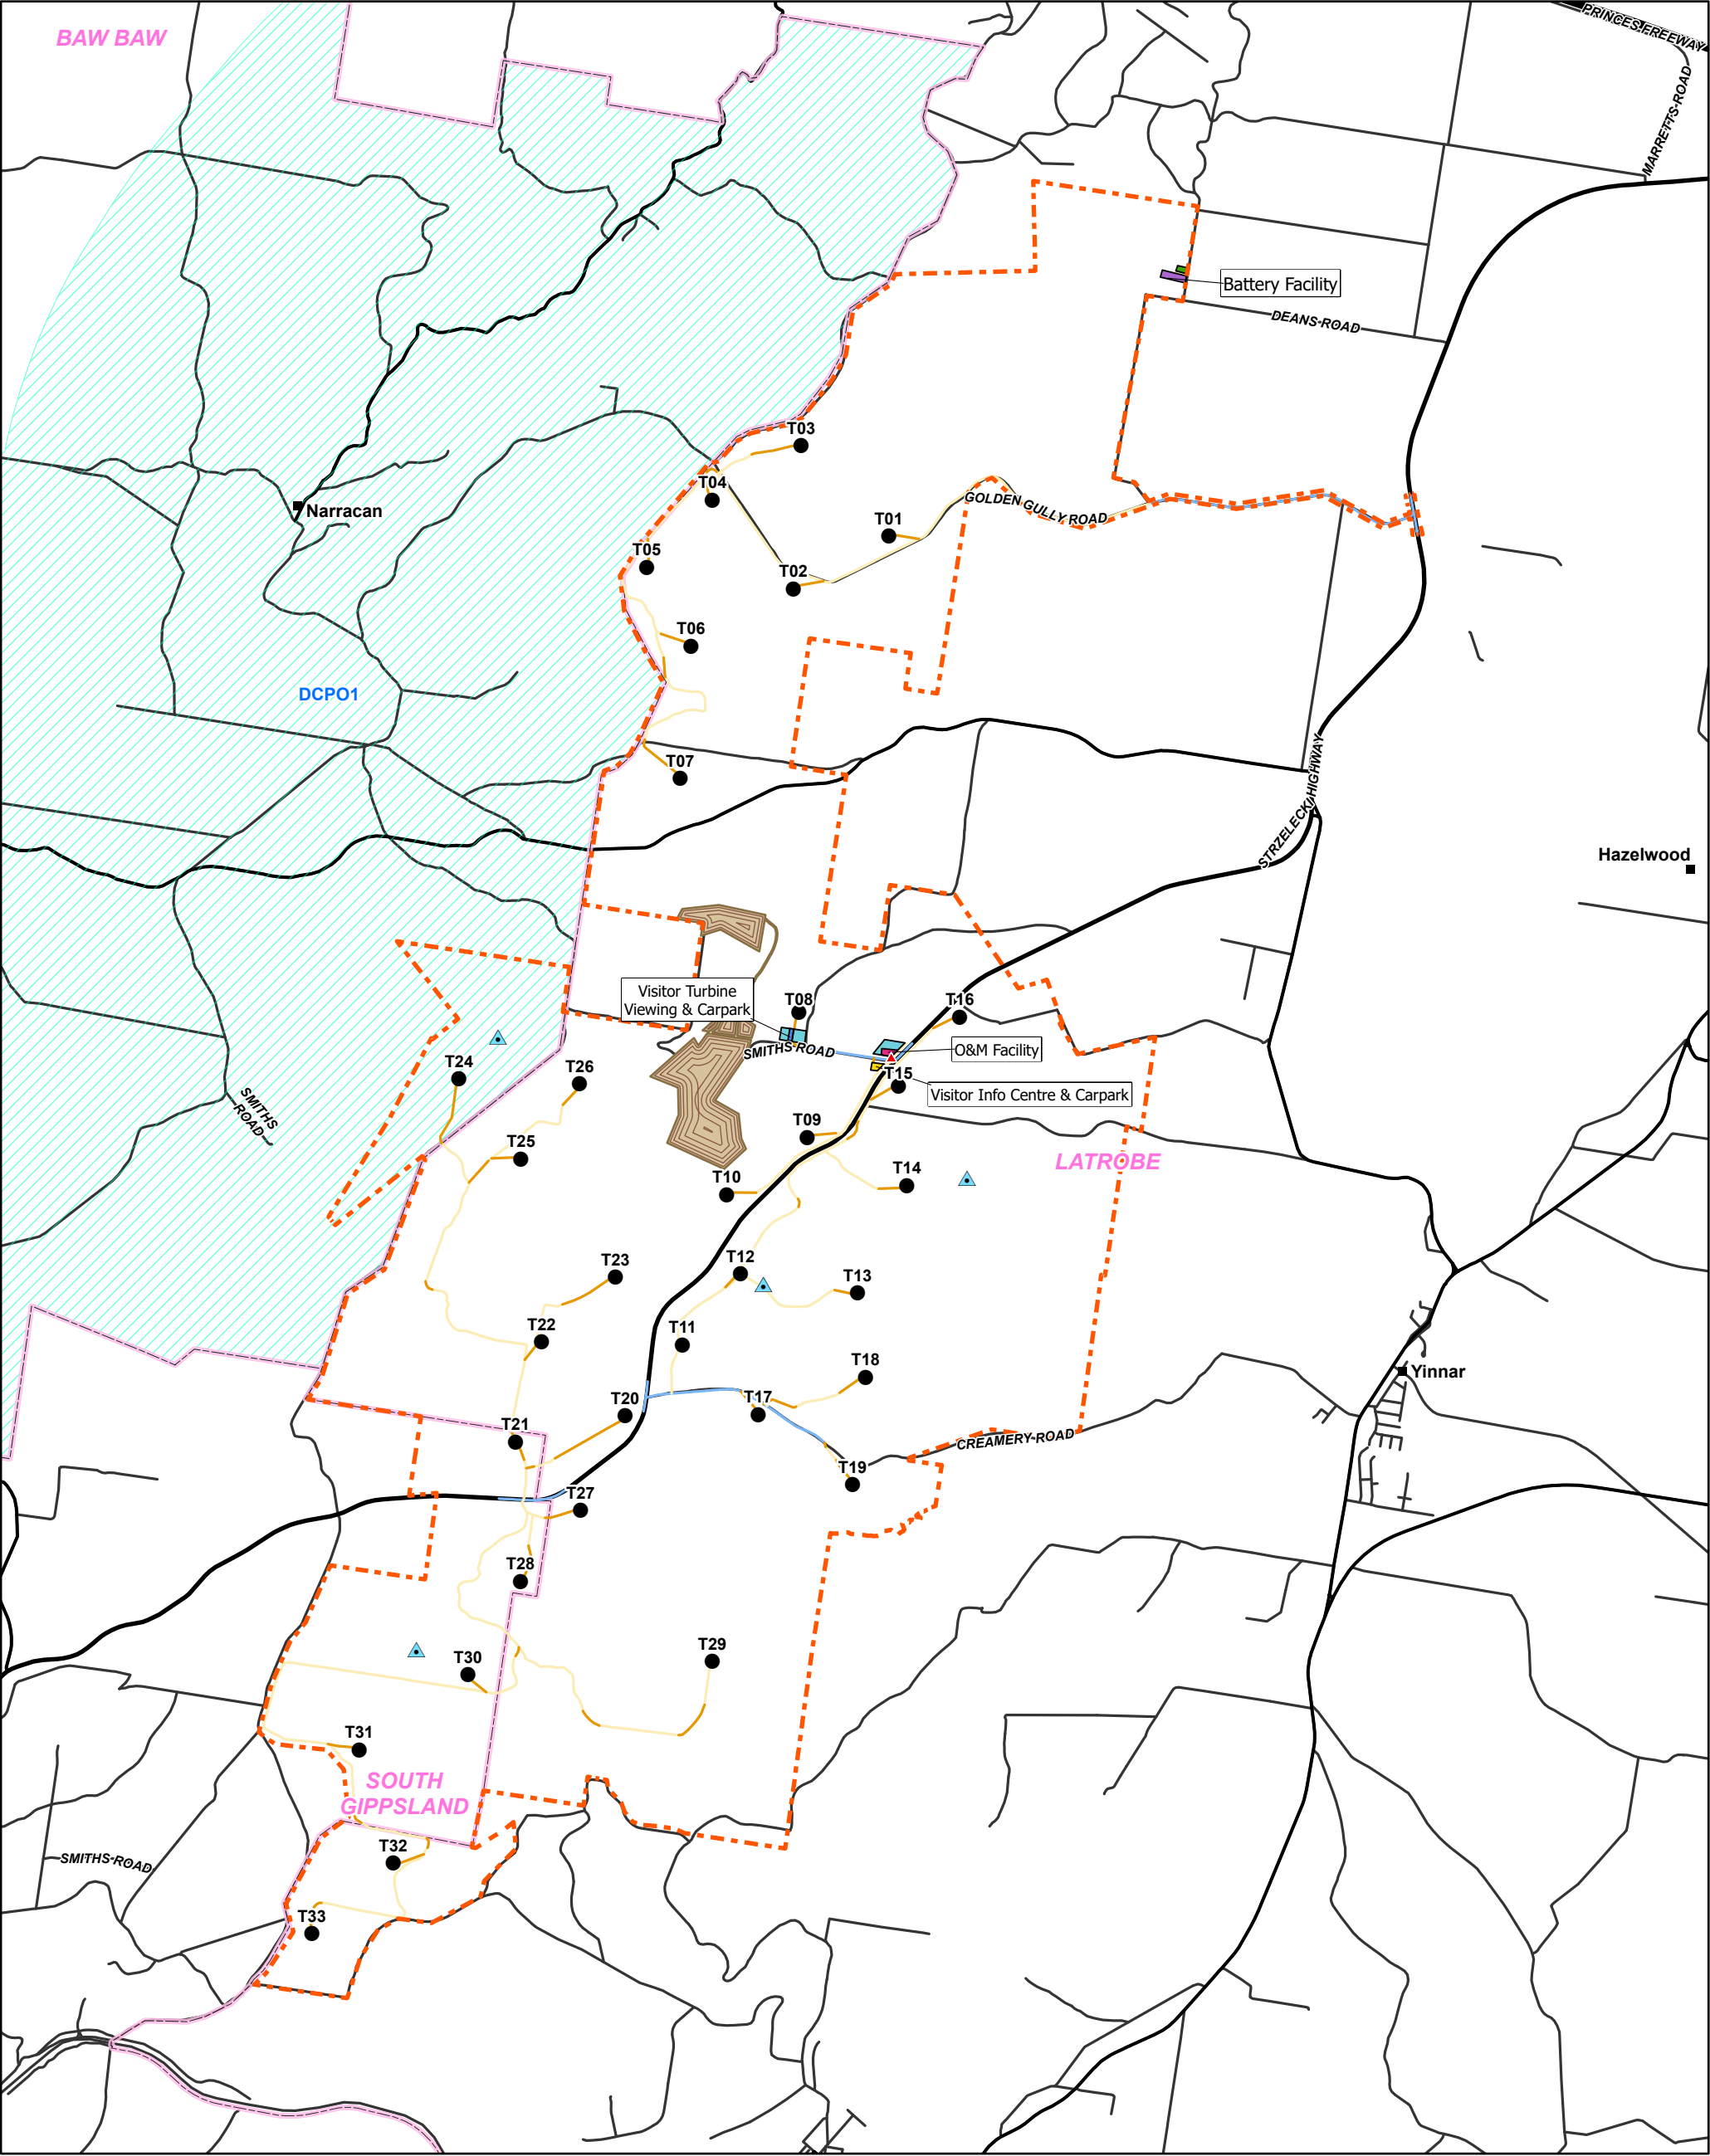 BAW BAW
PRINCES FREEWAY
MARRETTS ROAD
Battery Facility
DEANS ROAD
T03
T04
GOLDEN GULLY ROAD
Narracan
T01
T05
T02
T06
DCPO1
T07
STRZELECKI HIGHWAY
Hazelwood
Visitor Turbine
Viewing & Carpark
T08
T16
SMITHS ROAD
O&M Facility
T24
T26
T15
Visitor Info Centre & Carpark
SMITHS
ROAD
T09
T25
LATROBE
T10
T14
T12
T23
T13
T22
T11
T18
Yinnar
T20
T17
T21
CREAMERY ROAD
T19
T27
T28
T29
T30
T31
SOUTH
GIPPSLAND
T32
SMITHS ROAD
T33